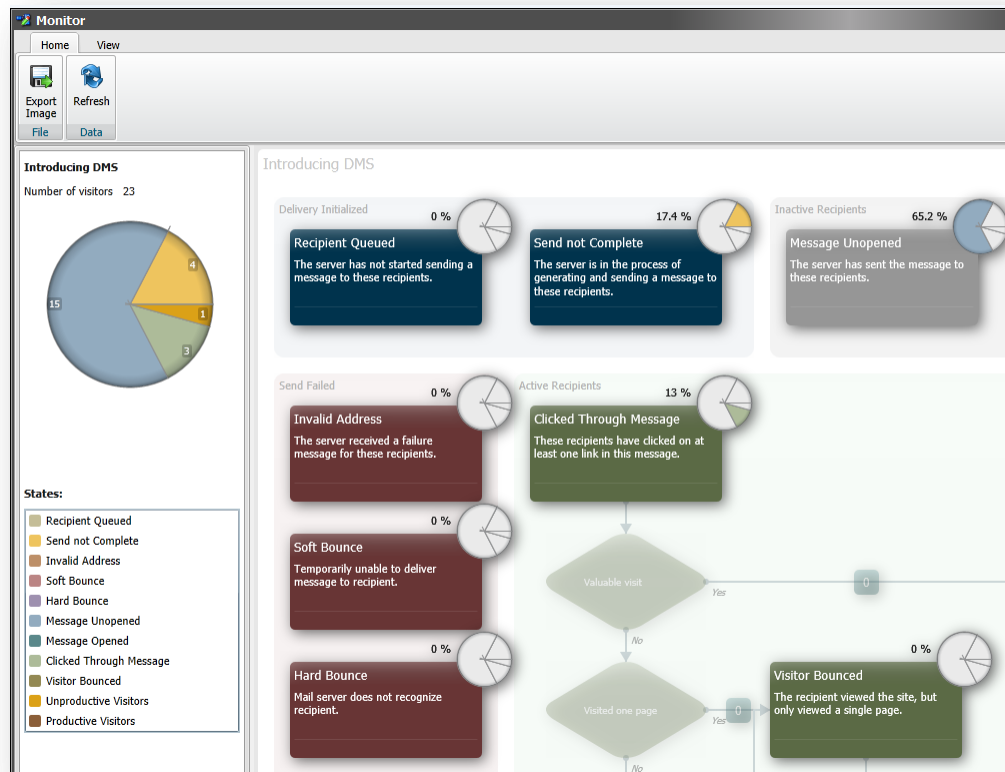 Monitor
Home
View
Export
Image
Refresh
File
Data
Introducing DMS
Number of visitors 23
4
15
1
3
States:
Recipient Queued
Send not Complete
Invalid Address
Soft Bounce
Hard Bounce
Message Unopened
Message Opened
Clicked Through Message
Visitor Bounced
Unproductive Visitors
Productive Visitors
Introducing DMS
Delivery Initialized
0 %
Recipient Queued
The server has not started sending a
message to these recipients.
17.4 %
Send not Complete
The server is in the process of
generating and sending a message to
these recipients.
Inactive Recipients
65.2 %
Message Unopened
The server has sent the message to
these recipients.
Send Failed
0 %
Invalid Address
The server received a failure
message for these recipients.
Active Recipients
13 %
Clicked Through Message
These recipients have clicked on at
least one link in this message.
0 %
Soft Bounce
Temporarily unable to deliver
message to recipient.
Valuable visit
Yes
0
No
0 %
Hard Bounce
Mail server does not recognize
recipient.
Visited one page
Yes
0
No
0 %
Visitor Bounced
The recipient viewed the site, but
only viewed a single page.